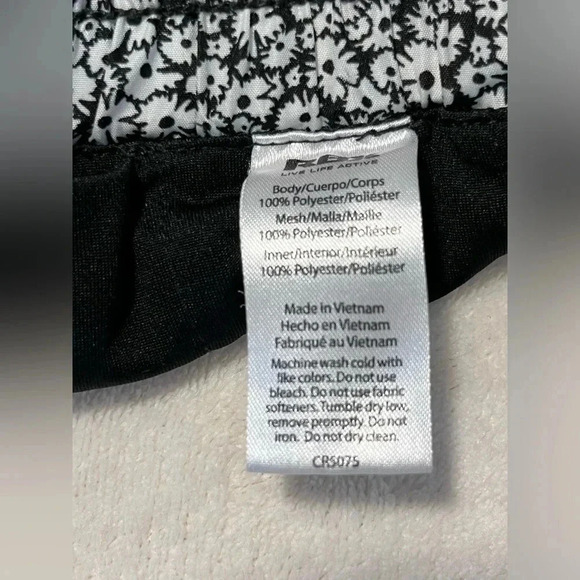 LIVE LIFE ACTIVE
Body/Cuerpo/Corps
100% Polyester/Poliéster
Mesh/Malla/Maille
100% Polyester/Poliéster
Inner/Interior/Intérieur
100% Polyester/Poliéster
Made in Vietnam
Hecho en Vietnam
Fabriqué au Vietnam
Machine wash cold with
like colors. Do not use
bleach. Do not use fabric
softeners. Tumble dry low,
remove promptly. Do not
iron. Do not dry clean.
CR5075